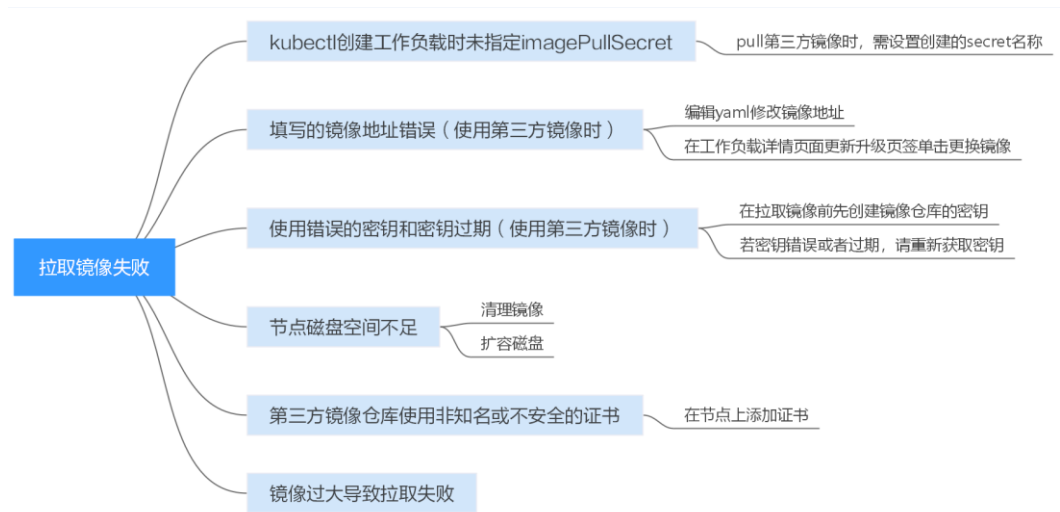 kubectl创建工作负载时未指定imagePullSecret
pull第三方镜像时，需设置创建的secret名称
填写的镜像地址错误（使用第三方镜像时）
编辑yaml修改镜像地址
在工作负载详情页面更新升级页签单击更换镜像
使用错误的密钥和密钥过期（使用第三方镜像时）
在拉取镜像前先创建镜像仓库的密钥
若密钥错误或者过期，请重新获取密钥
拉取镜像失败
节点磁盘空间不足
清理镜像
扩容磁盘
第三方镜像仓库使用非知名或不安全的证书
在节点上添加证书
镜像过大导致拉取失败